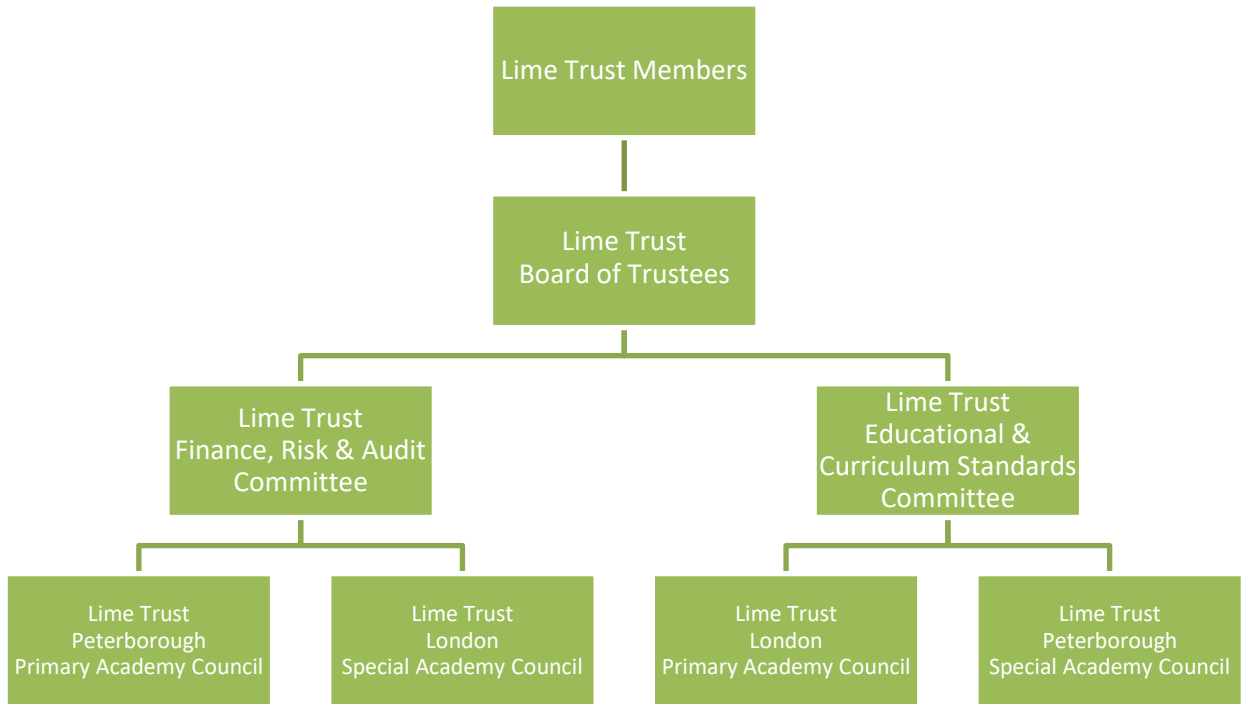 Lime Trust Members
Lime Trust
Board of Trustees
Lime Trust
Finance, Risk & Audit
Committee
Lime Trust
Educational &
Curriculum Standards
Committee
Lime Trust
Peterborough
Primary Academy Council
Lime Trust
London
Special Academy Council
Lime Trust
London
Primary Academy Council
Lime Trust
Peterborough
Special Academy Council